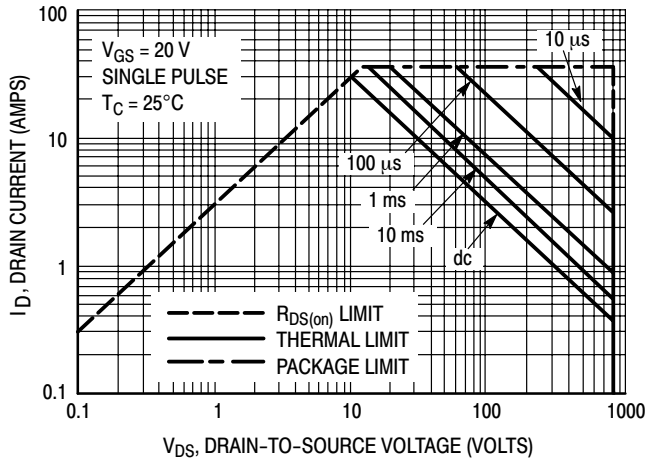 100
10
1
0.1
I_D, DRAIN CURRENT (AMPS)
V_GS = 20 V
SINGLE PULSE
T_C = 25°C
10 µs
100 µs
1 ms
10 ms
dc
R_DS(on) LIMIT
THERMAL LIMIT
PACKAGE LIMIT
0.1 1 10 100 1000
V_DS, DRAIN-TO-SOURCE VOLTAGE (VOLTS)